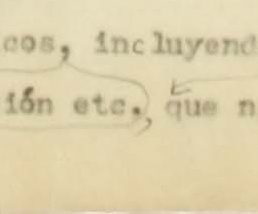 cos, incluyend
ión etc., que n